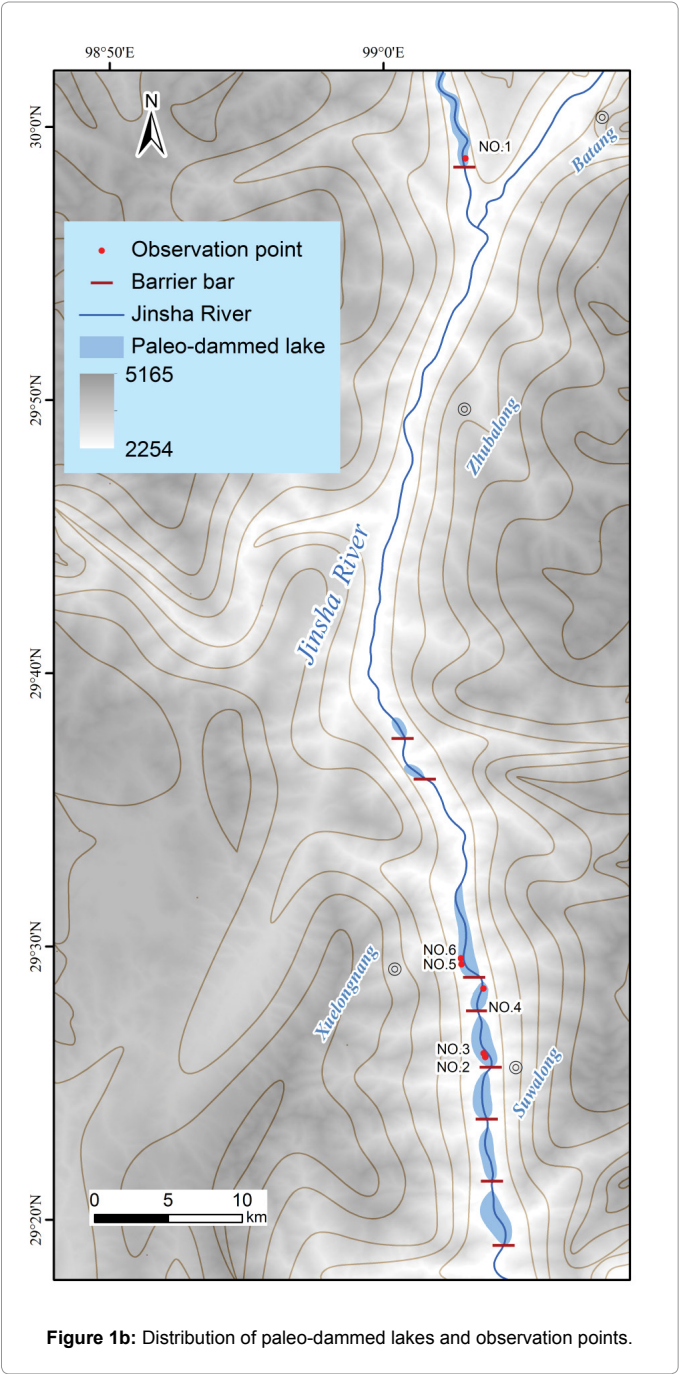 98°50'E
99°0'E
N
30°0'N
NO.1
Batang
Observation point
Barrier bar
Jinsha River
Paleo-dammed lake
5165
2254
29°50'N
Zhubalong
Jinsha River
29°40'N
29°30'N
NO.6
NO.5
Xuelongnang
NO.4
NO.3
NO.2
Suwalong
29°20'N
0 5 10
km
Figure 1b: Distribution of paleo-dammed lakes and observation points.